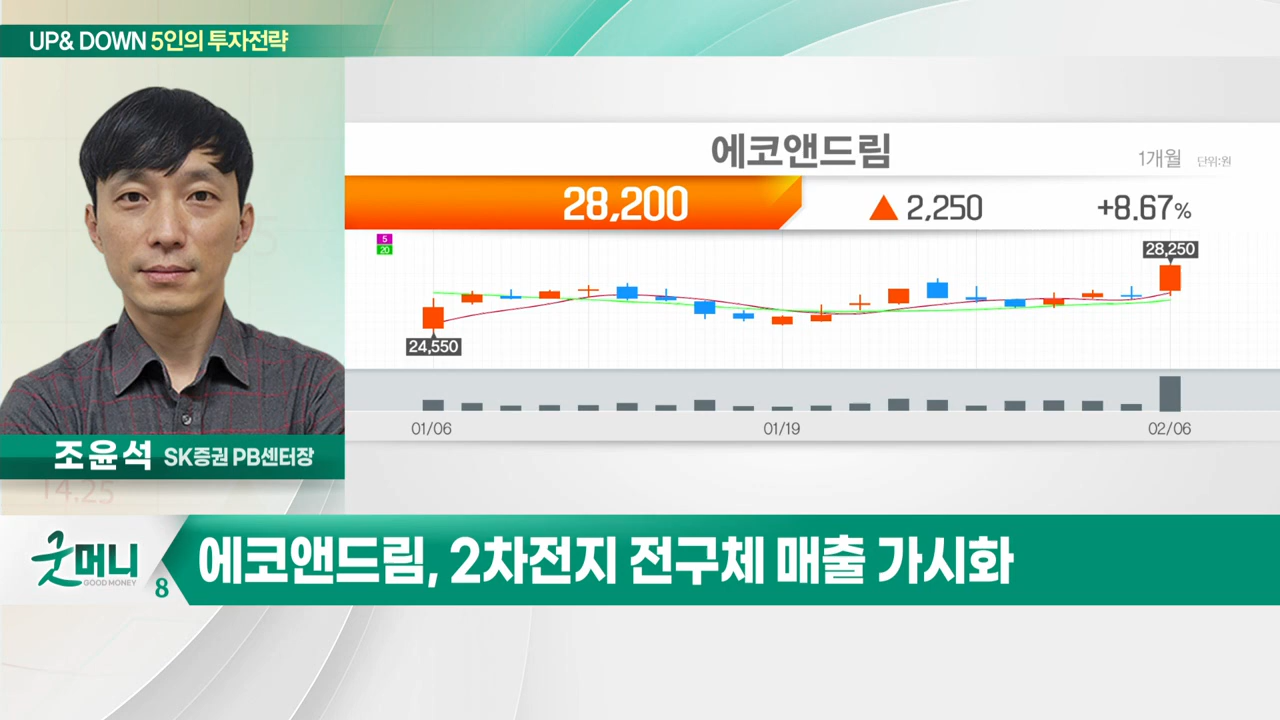 UP& DOWN 5인의 투자전략
에코앤드림
1개월 단위:원
28,200 ▲ 2,250 +8.67%
5
20
28,250
24,550
01/06 01/19 02/06
조윤석 SK증권 PB센터장
14.25
굿머니
GOOD MONEY
8
에코앤드림, 2차전지 전구체 매출 가시화